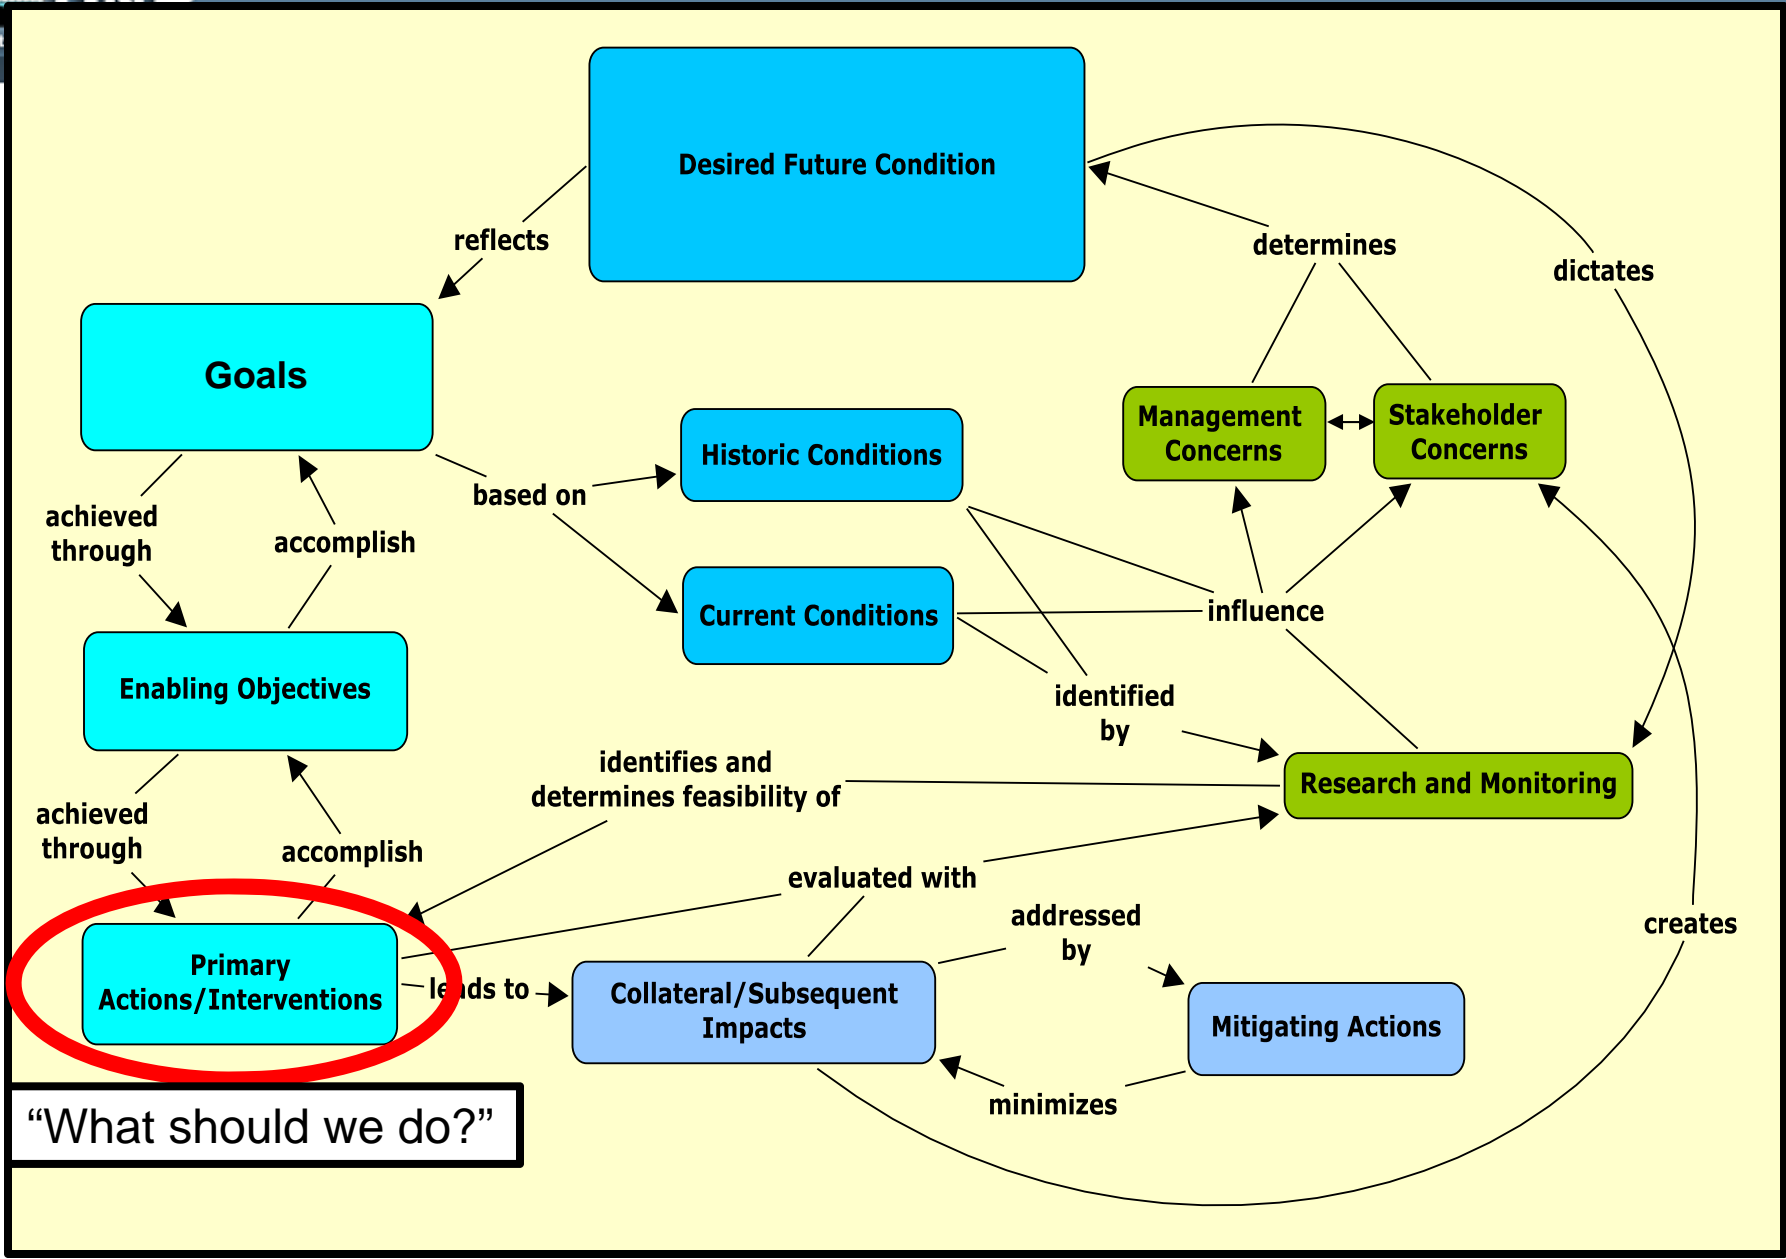 Desired Future Condition
reflects
determines
dictates
Goals
Management
Concerns
Stakeholder
Concerns
Historic Conditions
based on
achieved
through
accomplish
Current Conditions
influence
Enabling Objectives
identified
by
identifies and
determines feasibility of
Research and Monitoring
achieved
through
accomplish
evaluated with
addressed
by
creates
Primary
Actions/Interventions
leads to
Collateral/Subsequent
Impacts
Mitigating Actions
minimizes
“What should we do?”